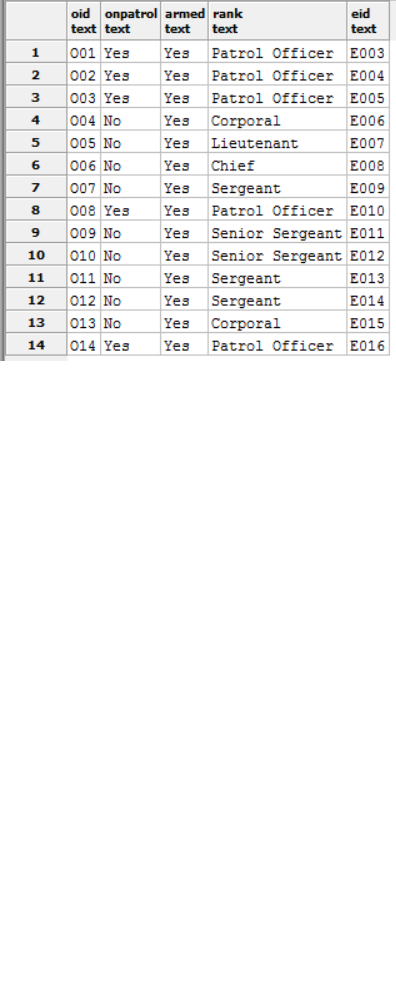 oid onpatrol armed rank eid
text text text text text
1 O01 Yes Yes Patrol Officer E003
2 O02 Yes Yes Patrol Officer E004
3 O03 Yes Yes Patrol Officer E005
4 O04 No Yes Corporal E006
5 O05 No Yes Lieutenant E007
6 O06 No Yes Chief E008
7 O07 No Yes Sergeant E009
8 O08 Yes Yes Patrol Officer E010
9 O09 No Yes Senior Sergeant E011
10 O10 No Yes Senior Sergeant E012
11 O11 No Yes Sergeant E013
12 O12 No Yes Sergeant E014
13 O13 No Yes Corporal E015
14 O14 Yes Yes Patrol Officer E016